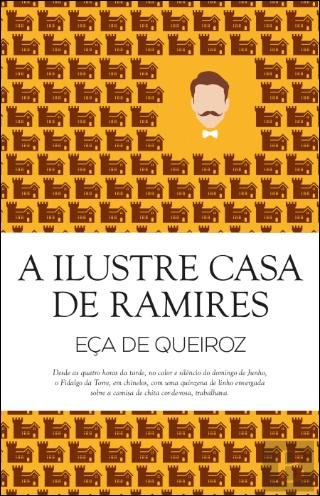 A ILUSTRE CASA
DE RAMIRES
EÇA DE QUEIROZ
Desde as quatro horas da tarde, no calor e silêncio do domingo de Junho,
o Fidalgo da Torre, em chinelos, com uma quinzena de linho envergada
sobre a camisa de chita cor-de-rosa, trabalhava.